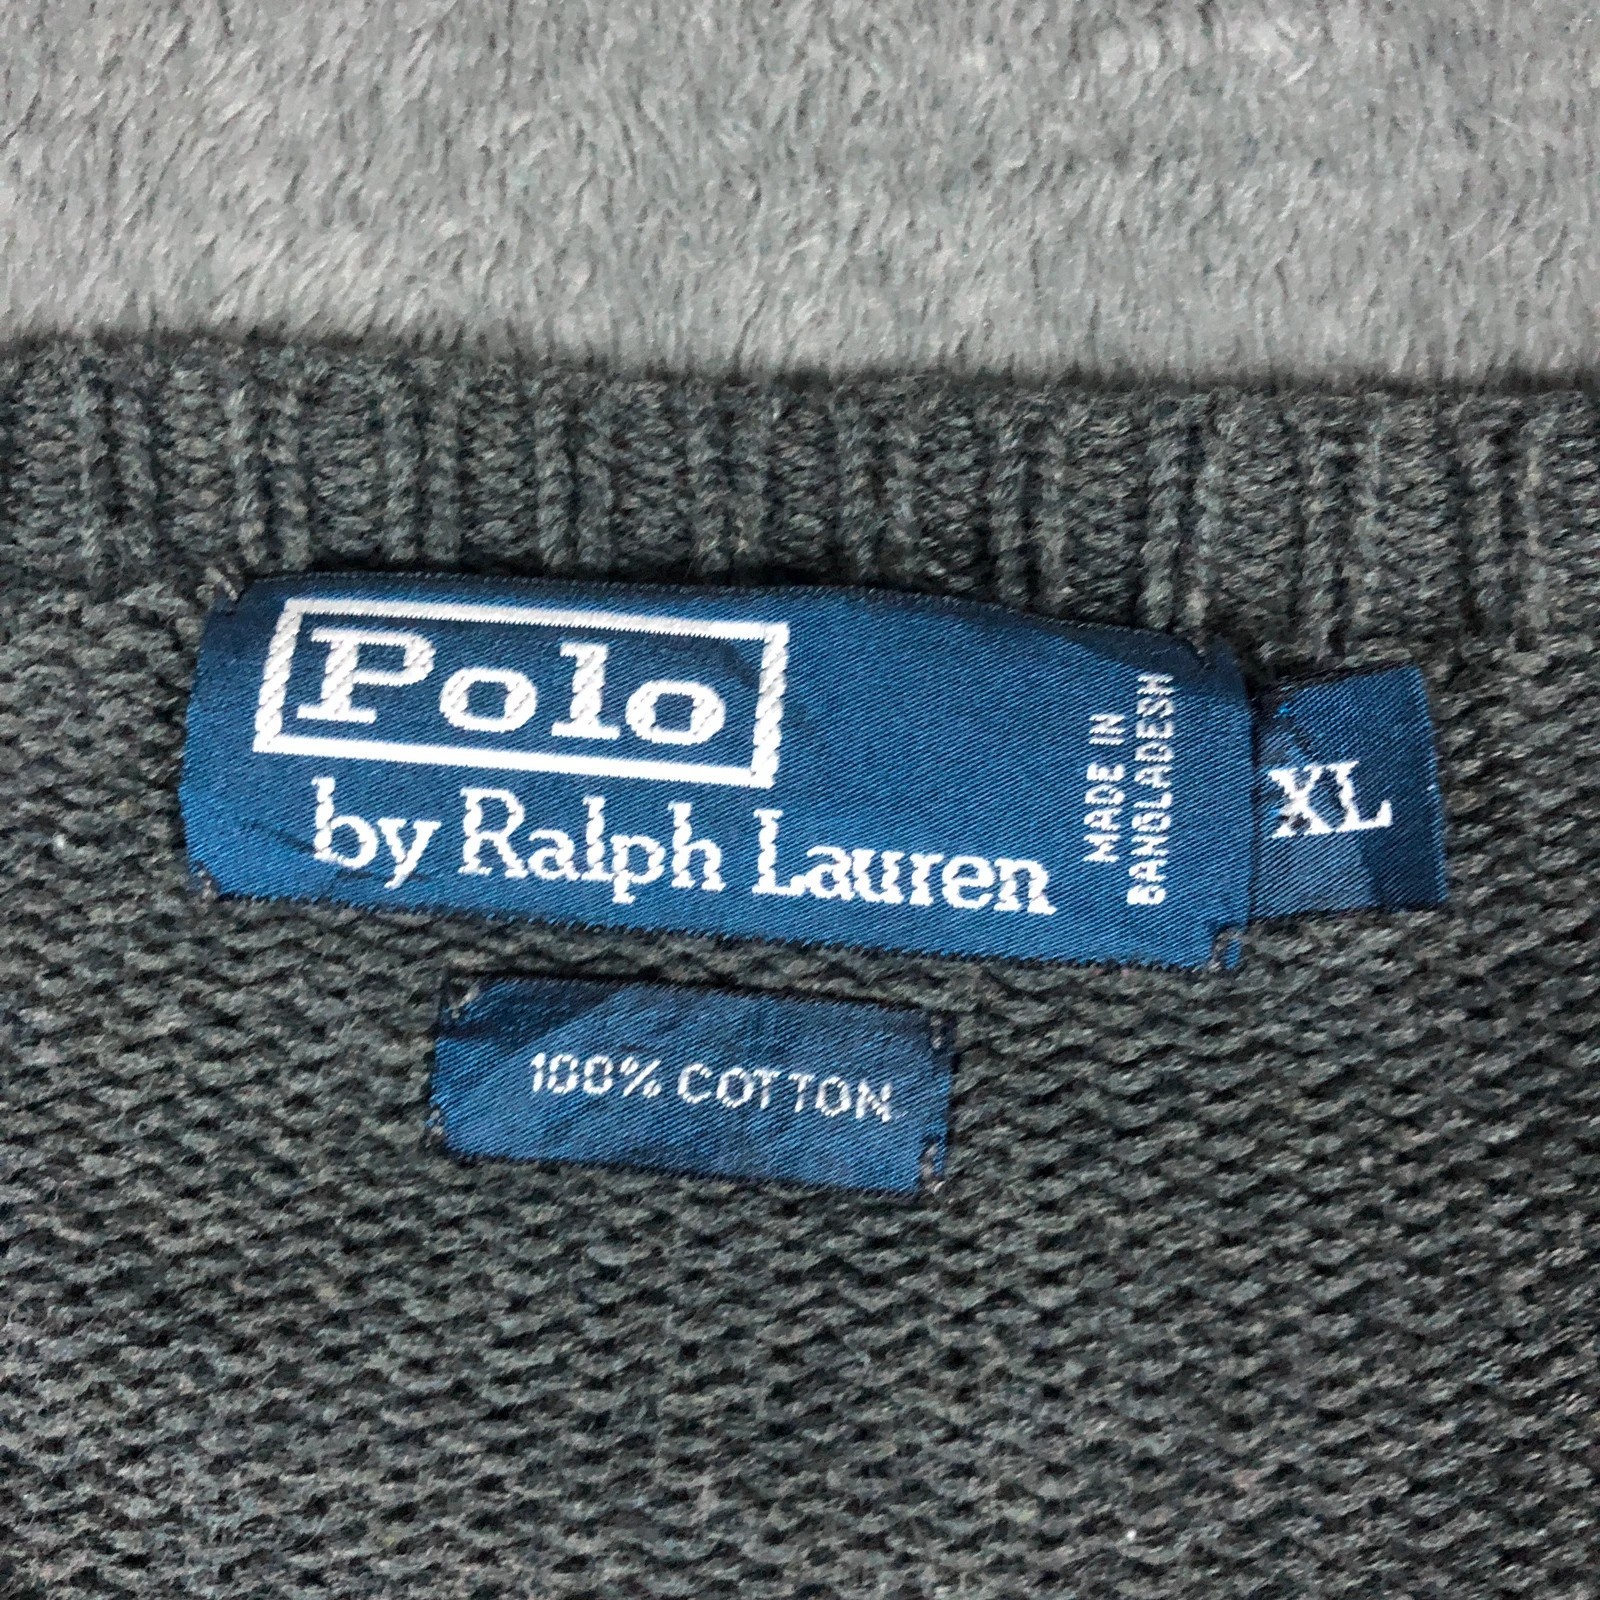 Polo
by Ralph Lauren
MADE IN
BANGLADESH
XL
100% COTTON